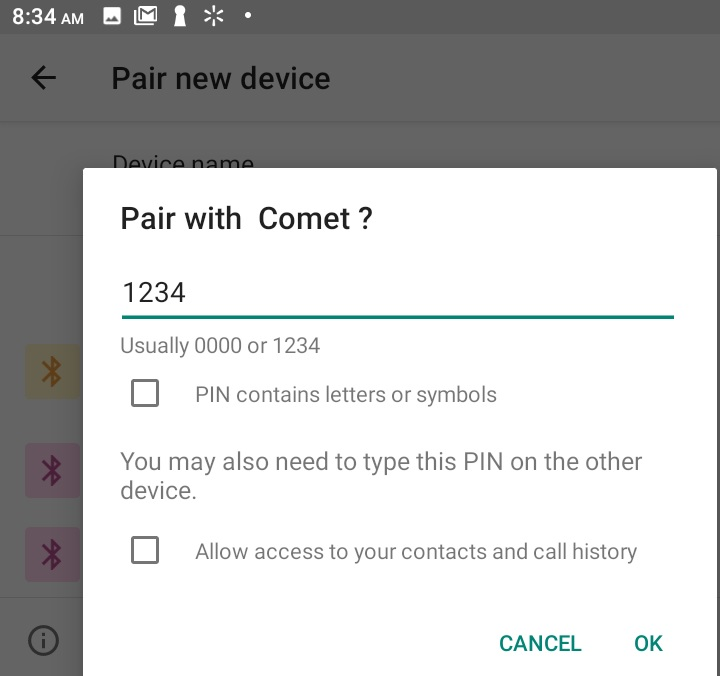 8:34 AM
Pair new device
Device name
Pair with Comet ?
1234
Usually 0000 or 1234
PIN contains letters or symbols
You may also need to type this PIN on the other
device.
Allow access to your contacts and call history
CANCEL OK